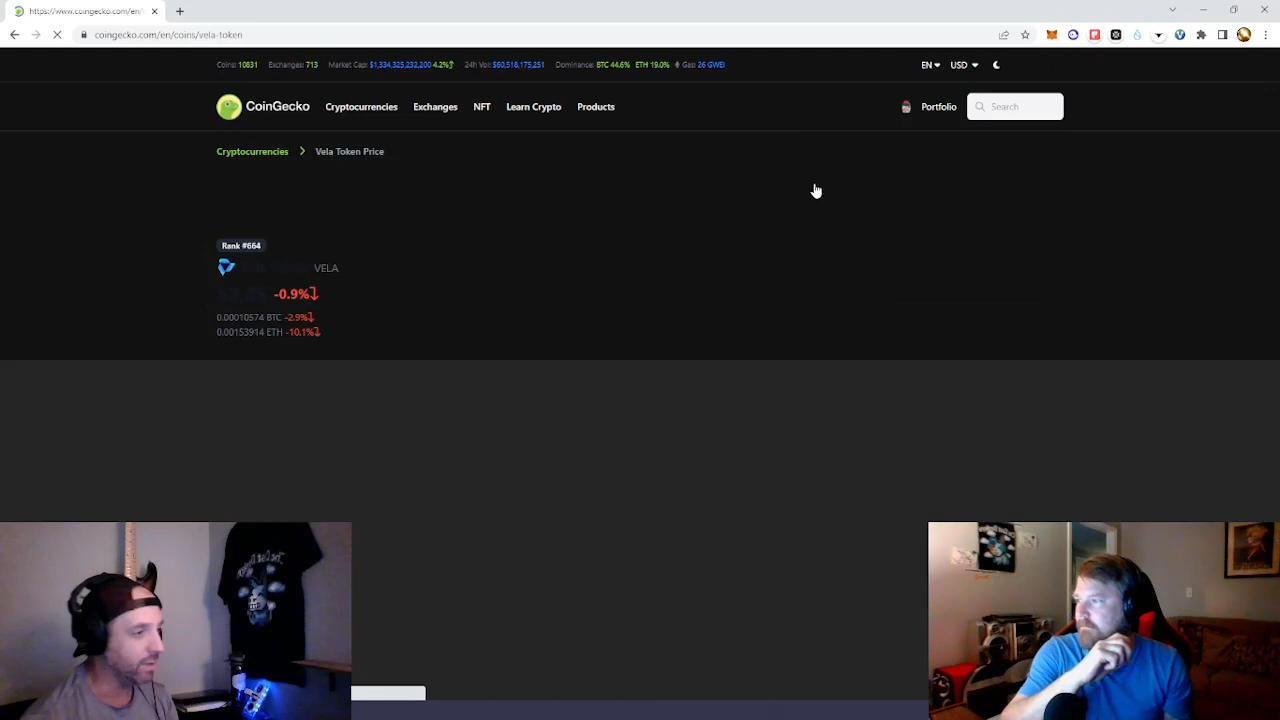 https://www.coingecko.com/en/
coingecko.com/en/coins/vela-token
Coins: 10831 Exchanges: 713 Market Cap: $1,334,325,232,200 4.2% 24h Vol: $60,518,175,251 Dominance: BTC 44.6% ETH 19.0% Gas: 26 GWEI
EN USD
CoinGecko Cryptocurrencies Exchanges NFT Learn Crypto Products Portfolio Search
Cryptocurrencies > Vela Token Price
Rank #664
VELA
-0.9%
0.00010574 BTC -2.9%
0.00153914 ETH -10.1%